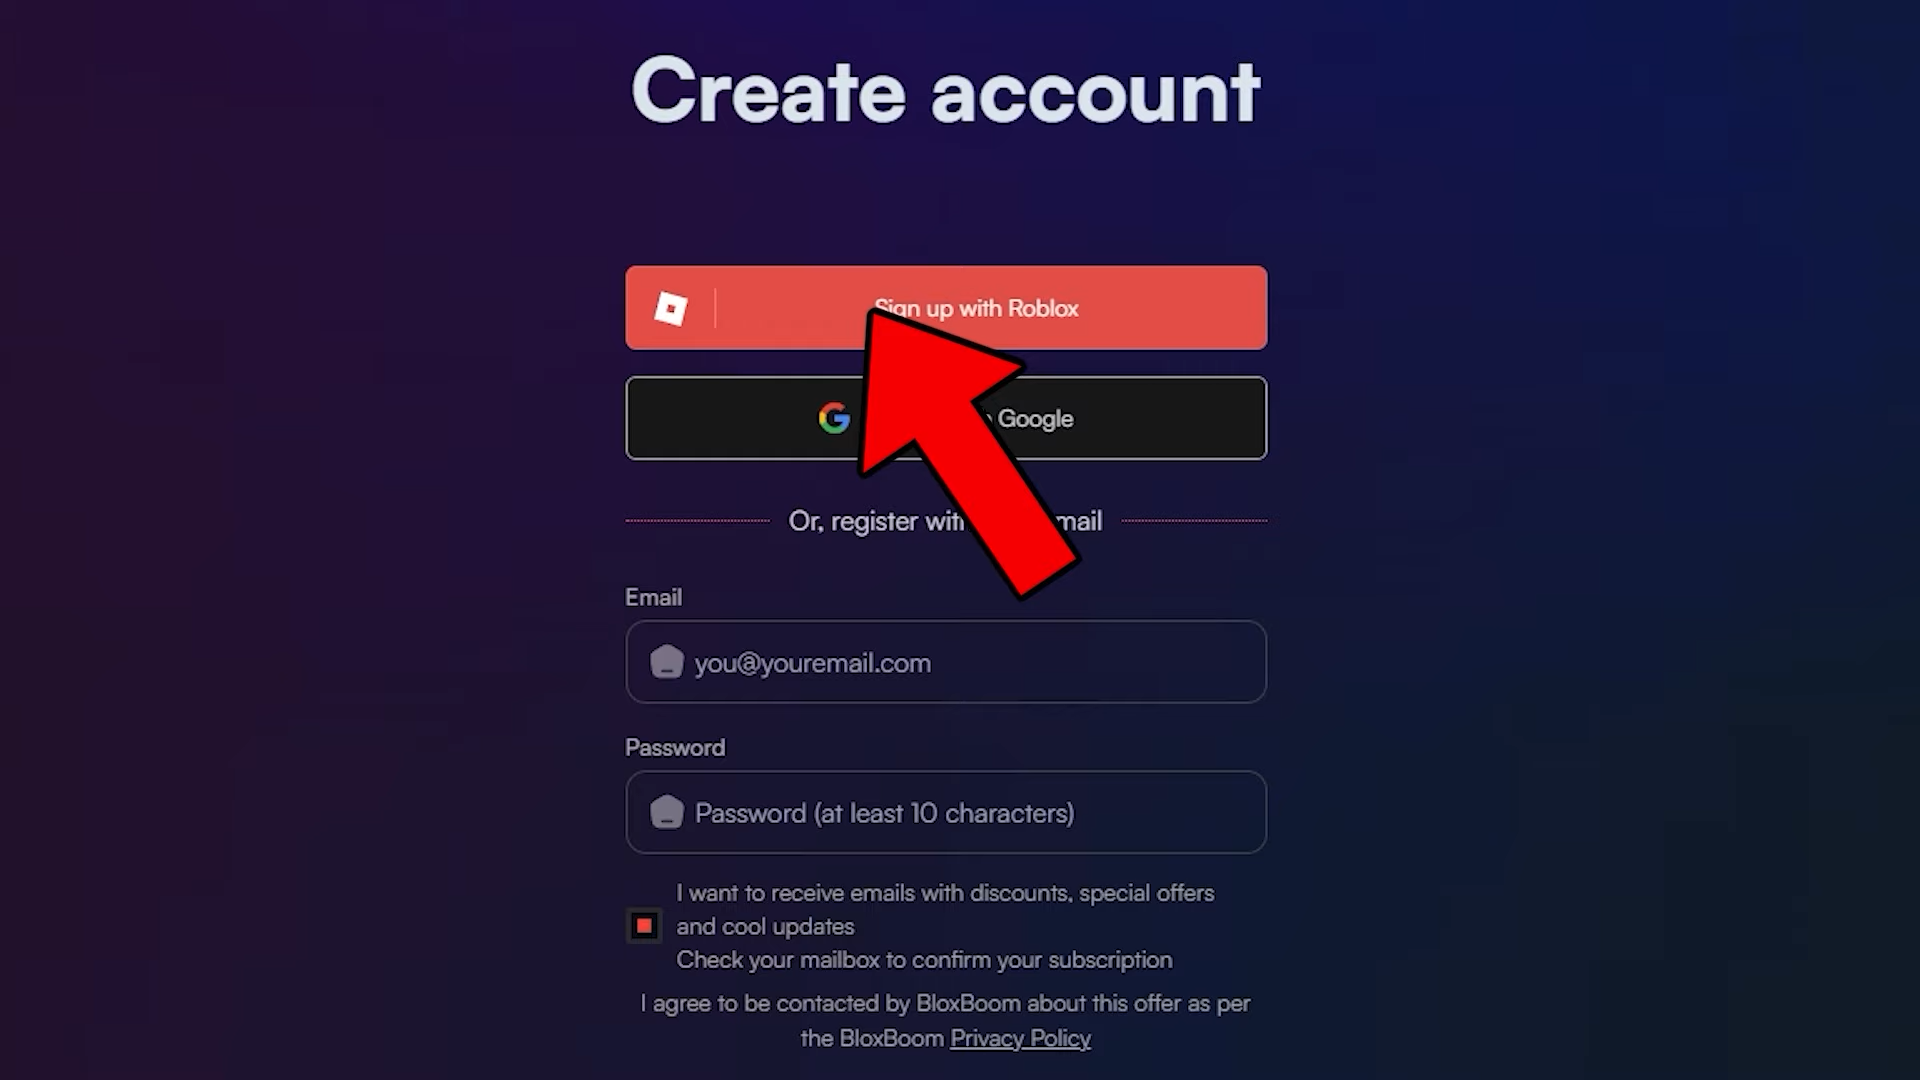 Create account
Sign up with Roblox
Google
Or, register with
Email
you@youremail.com
Password
Password (at least 10 characters)
I want to receive emails with discounts, special offers
and cool updates
Check your mailbox to confirm your subscription
I agree to be contacted by BloxBoom about this offer as per
the BloxBoom Privacy Policy